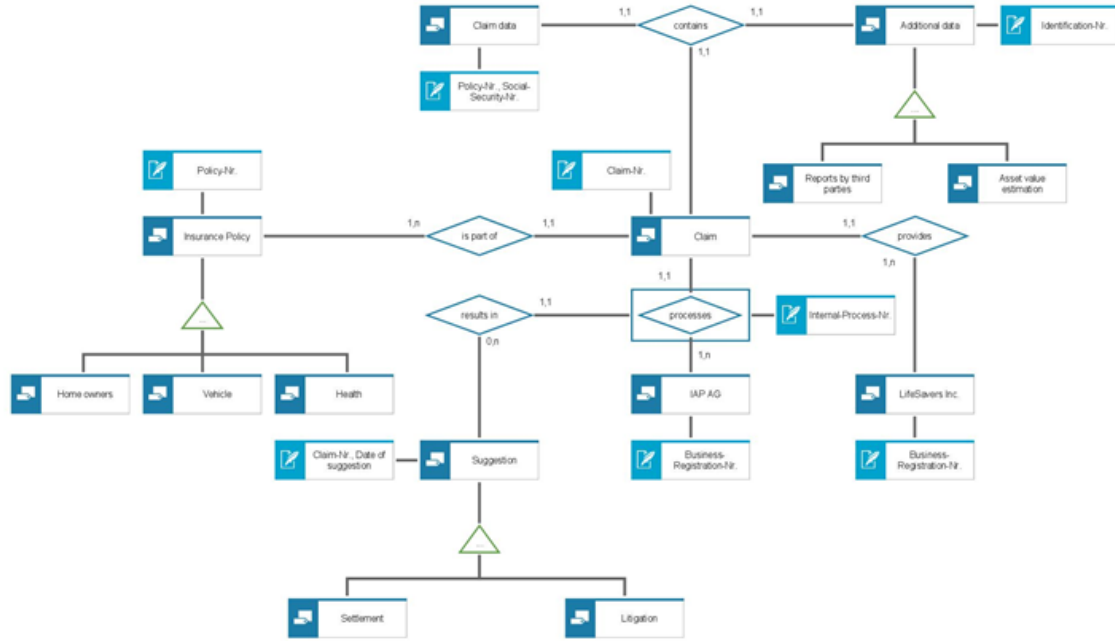 1,1
1,1
Claim data
contains
Additional data
Identification-Nr.
1,1
Policy-Nr., Social-
Security-Nr.
...
Policy-Nr.
Claim-Nr.
Reports by third
parties
Asset value
estimation
1,n
1,1
1,1
Insurance Policy
is part of
Claim
provides
1,n
1,1
1,1
...
results in
processes
Internal-Process-Nr.
0,n
1,n
Home owners
Vehicle
Health
IAP AG
LifeSavers Inc.
Claim-Nr., Date of
suggestion
Suggestion
Business-
Registration-Nr.
Business-
Registration-Nr.
...
Settlement
Litigation